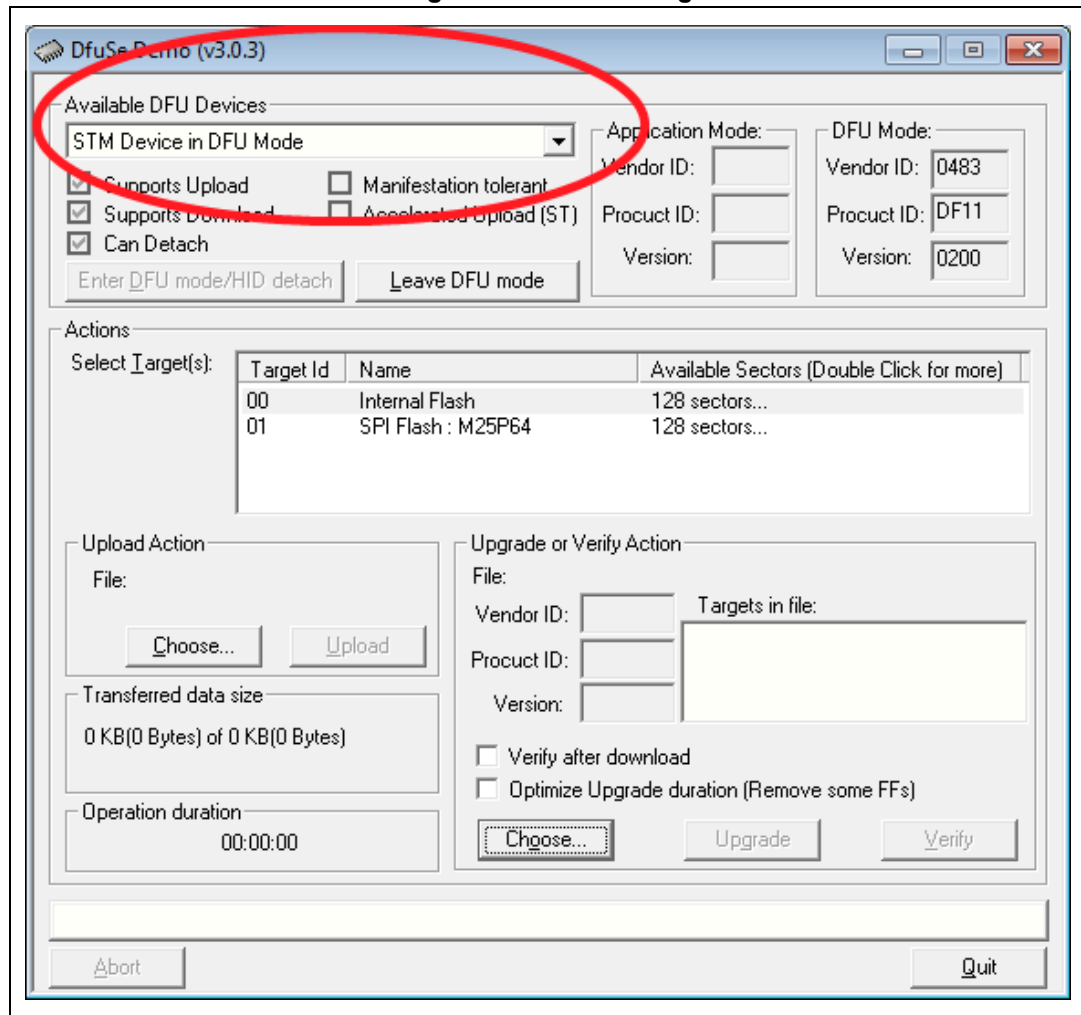 DfuSe Demo (v3.0.3)
Available DFU Devices
STM Device in DFU Mode
Supports Upload
Manifestation tolerant
Supports Download
Accelerated Upload (ST)
Can Detach
Enter DFU mode/HID detach
Leave DFU mode
Application Mode:
Vendor ID:
Procuct ID:
Version:
DFU Mode:
Vendor ID: 0483
Procuct ID: DF11
Version: 0200
Actions
Select Target(s):
Target Id Name Available Sectors (Double Click for more)
00 Internal Flash 128 sectors...
01 SPI Flash : M25P64 128 sectors...
Upload Action
File:
Choose... Upload
Transferred data size
0 KB(0 Bytes) of 0 KB(0 Bytes)
Operation duration
00:00:00
Upgrade or Verify Action
File:
Vendor ID:
Procuct ID:
Version:
Targets in file:
Verify after download
Optimize Upgrade duration (Remove some FFs)
Choose... Upgrade Verify
Abort Quit